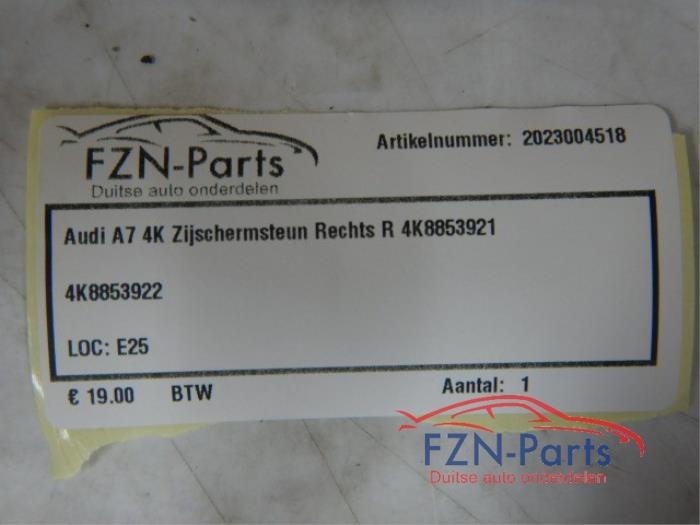 FZN-Parts
Duitse auto onderdelen
Artikelnummer: 2023004518
Audi A7 4K Zijschermsteun Rechts R 4K8853921
4K8853922
LOC: E25
€ 19.00 BTW Aantal: 1
FZN-Parts
Duitse auto onderdelen